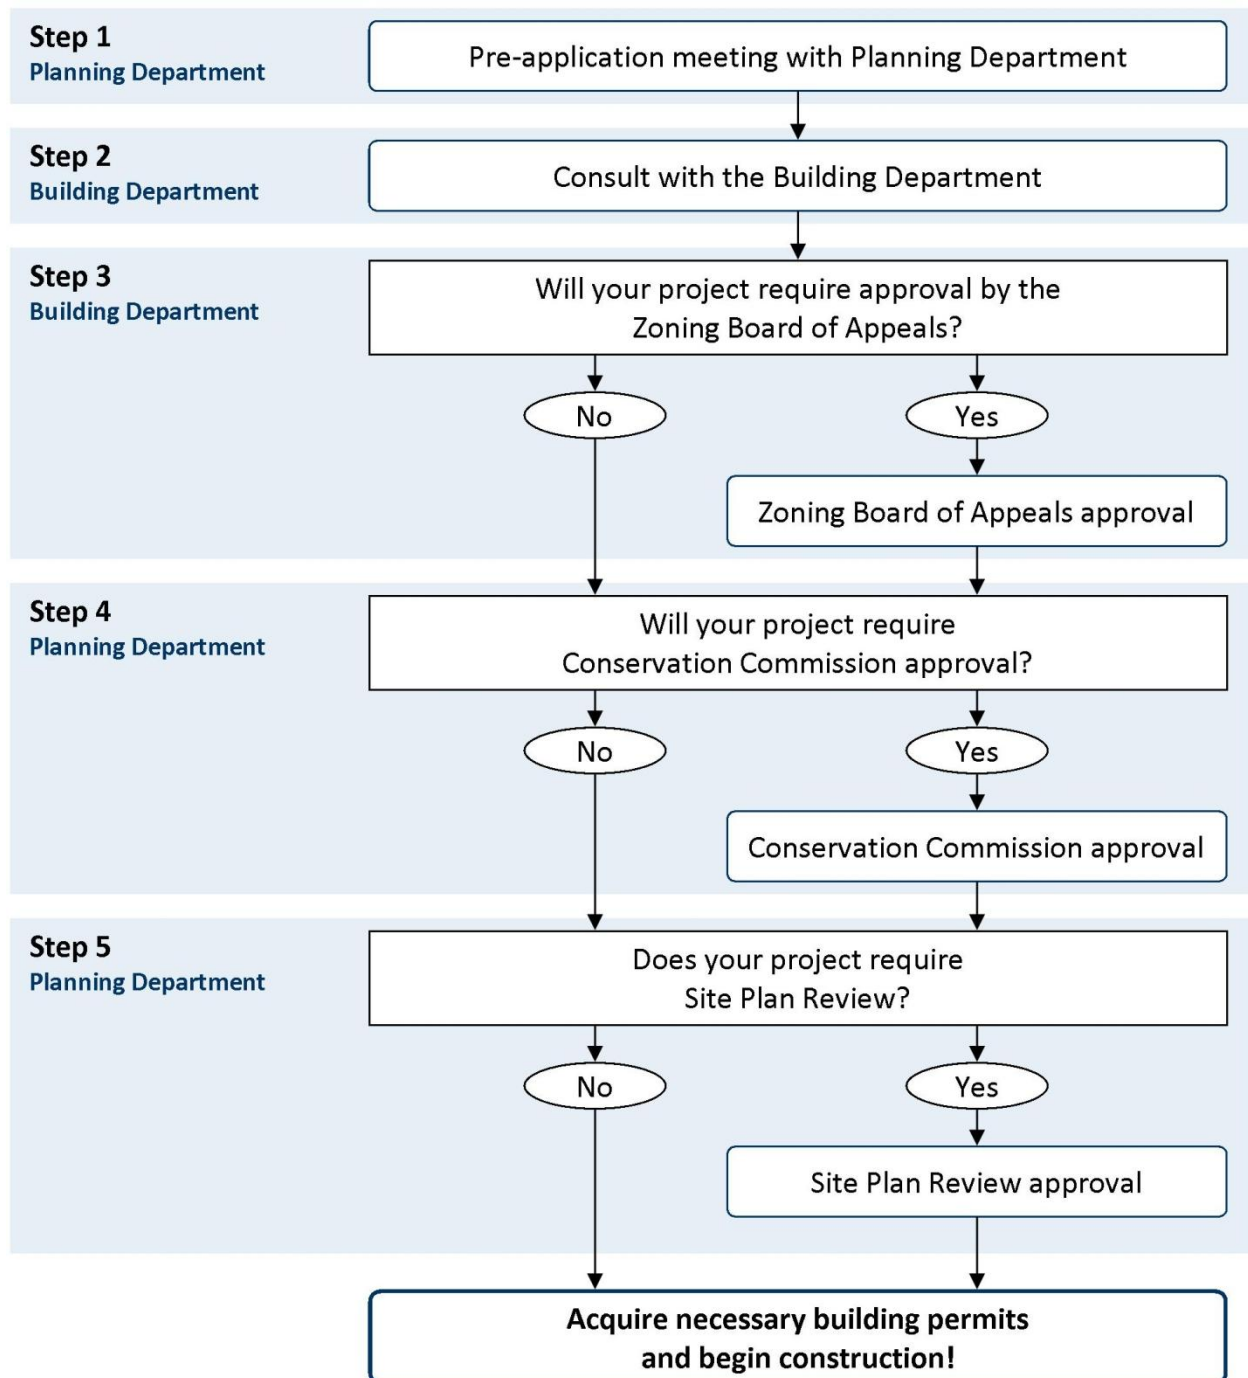 Step 1
Planning Department
Pre-application meeting with Planning Department
Step 2
Building Department
Consult with the Building Department
Step 3
Building Department
Will your project require approval by the
Zoning Board of Appeals?
No
Yes
Zoning Board of Appeals approval
Step 4
Planning Department
Will your project require
Conservation Commission approval?
No
Yes
Conservation Commission approval
Step 5
Planning Department
Does your project require
Site Plan Review?
No
Yes
Site Plan Review approval
Acquire necessary building permits
and begin construction!